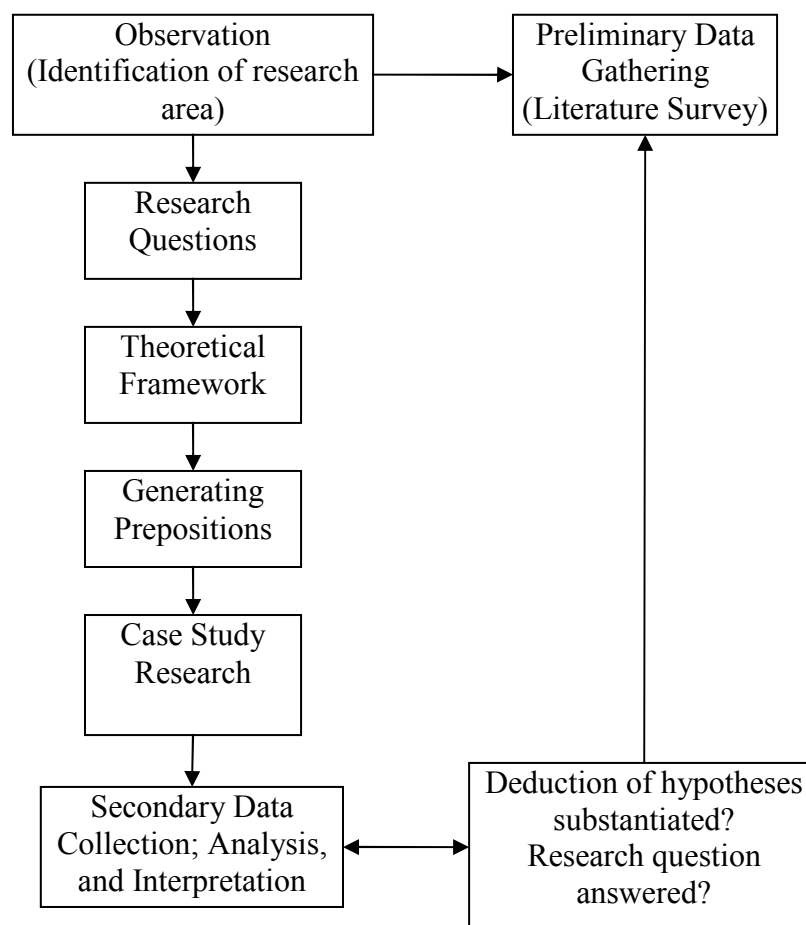 Observation
(Identification of research
area)
Preliminary Data
Gathering
(Literature Survey)
Research
Questions
Theoretical
Framework
Generating
Prepositions
Case Study
Research
Secondary Data
Collection; Analysis,
and Interpretation
Deduction of hypotheses
substantiated?
Research question
answered?